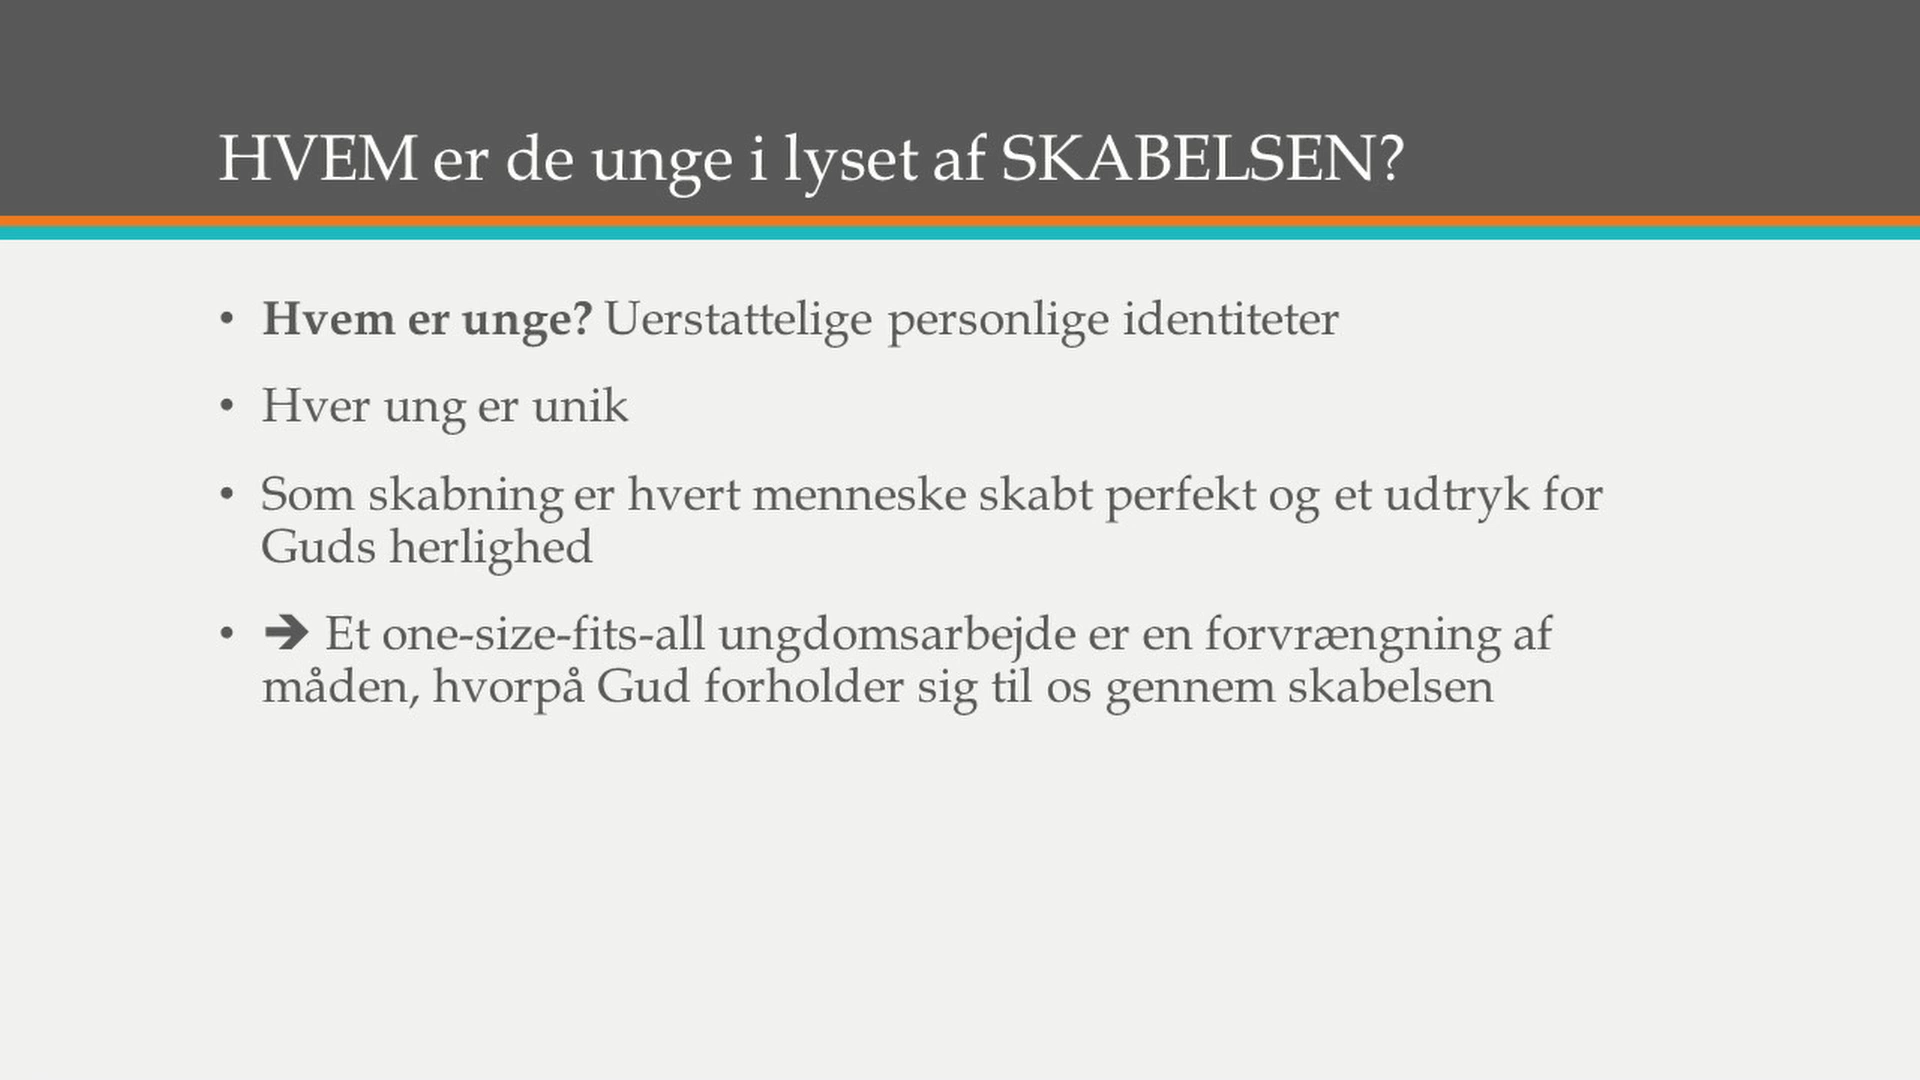 HVEM er de unge i lyset af SKABELSEN?
• Hvem er unge? Uerstattelige personlige identiteter
• Hver ung er unik
• Som skabning er hvert menneske skabt perfekt og et udtryk for
Guds herlighed
• ➔ Et one-size-fits-all ungdomsarbejde er en forvrængning af
måden, hvorpå Gud forholder sig til os gennem skabelsen